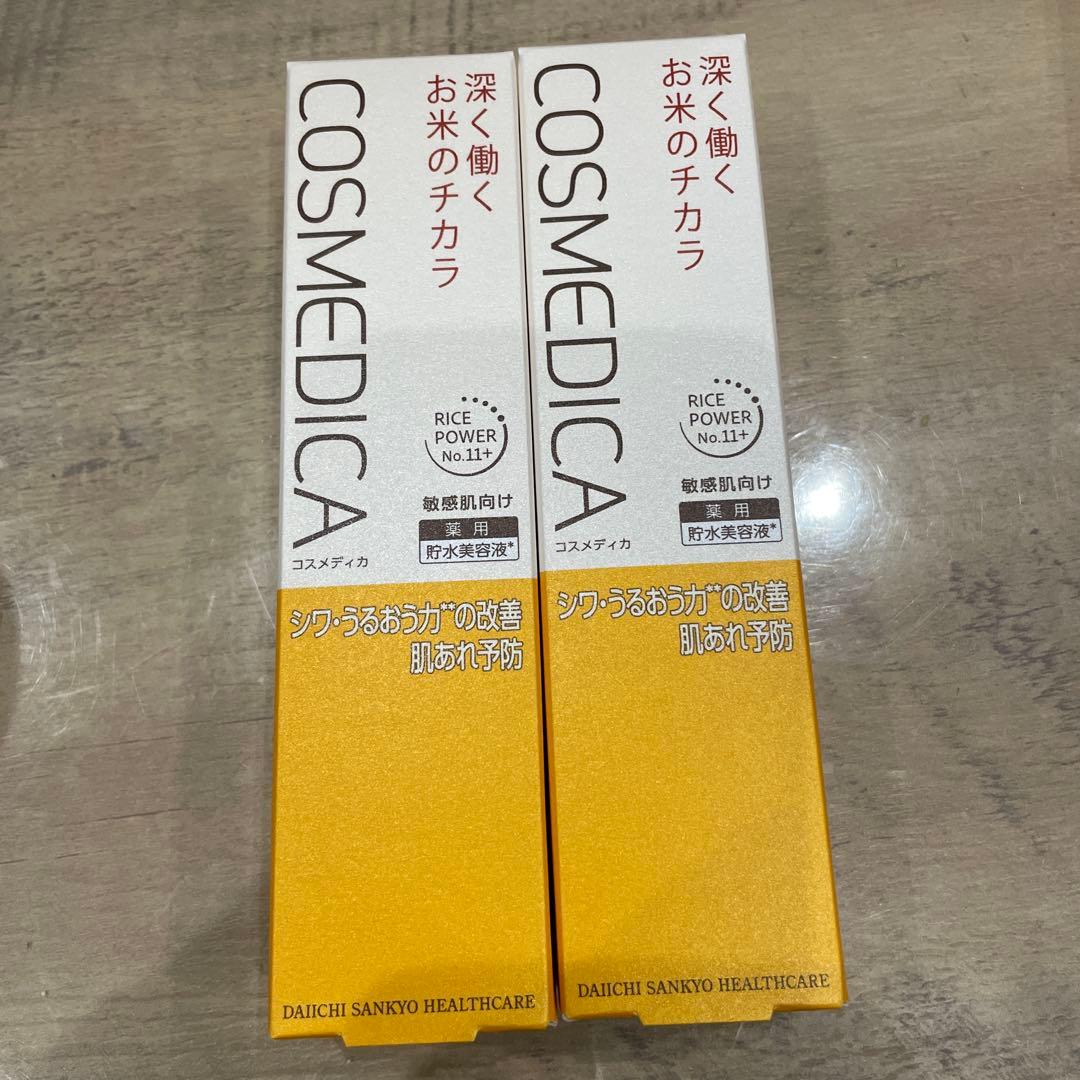 深く働く
お米のチカラ
COSMEDICA
コスメディカ
RICE
POWER
No.11+
敏感肌向け
薬用
貯水美容液*
シワ・うるおう力**の改善
肌あれ予防
DAIICHI SANKYO HEALTHCARE
深く働く
お米のチカラ
COSMEDICA
コスメディカ
RICE
POWER
No.11+
敏感肌向け
薬用
貯水美容液*
シワ・うるおう力**の改善
肌あれ予防
DAIICHI SANKYO HEALTHCARE